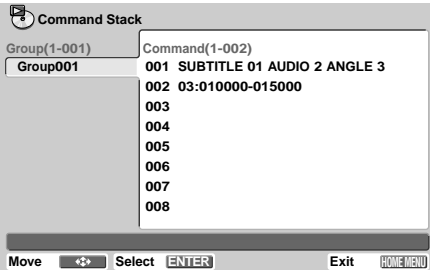 Command Stack
Group(1-001)
Group001
Command(1-002)
001 SUBTITLE 01 AUDIO 2 ANGLE 3
002 03:010000-015000
003
004
005
006
007
008
Move Select ENTER Exit HOME MENU